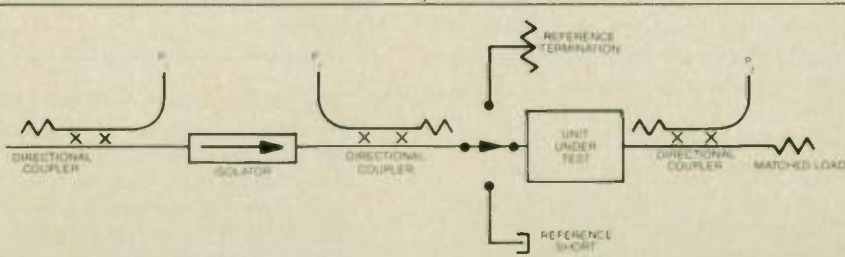 REFERENCE
TERMINATION
P
P
P
UNIT
UNDER
TEST
DIRECTIONAL
COUPLER
ISOLATOR
DIRECTIONAL
COUPLER
DIRECTIONAL
COUPLER
MATCHED LOAD
REFERENCE
SHORT